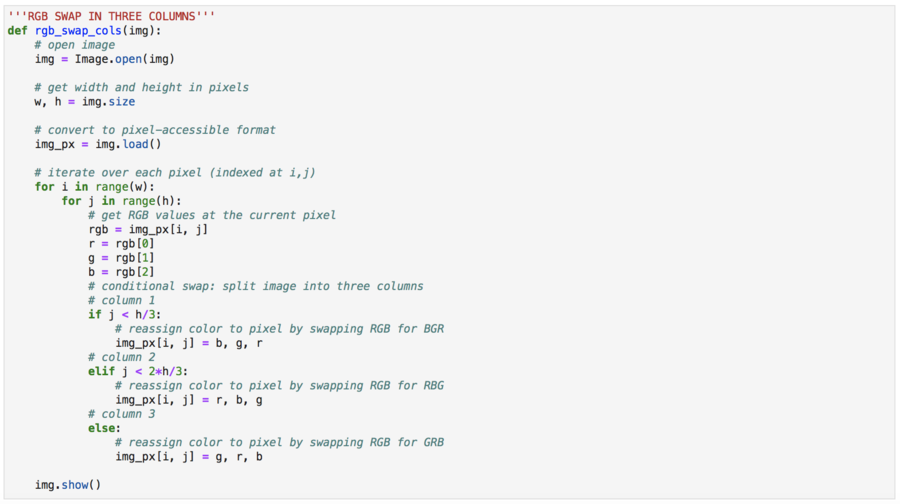 '''RGB SWAP IN THREE COLUMNS'''
def rgb_swap_cols(img):
    # open image
    img = Image.open(img)

    # get width and height in pixels
    w, h = img.size

    # convert to pixel-accessible format
    img_px = img.load()

    # iterate over each pixel (indexed at i,j)
    for i in range(w):
        for j in range(h):
            # get RGB values at the current pixel
            rgb = img_px[i, j]
            r = rgb[0]
            g = rgb[1]
            b = rgb[2]
            # conditional swap: split image into three columns
            # column 1
            if j < h/3:
                # reassign color to pixel by swapping RGB for BGR
                img_px[i, j] = b, g, r
            # column 2
            elif j < 2*h/3:
                # reassign color to pixel by swapping RGB for RBG
                img_px[i, j] = r, b, g
            # column 3
            else:
                # reassign color to pixel by swapping RGB for GRB
                img_px[i, j] = g, r, b

    img.show()